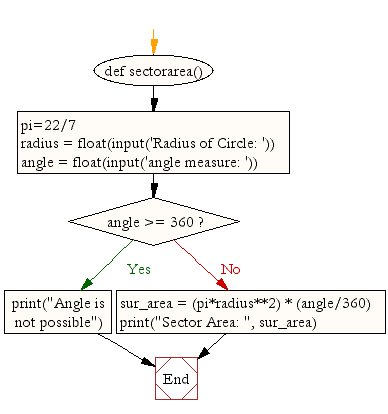 def sectorarea()
pi=22/7
radius = float(input('Radius of Circle: '))
angle = float(input('angle measure: '))
angle >= 360 ?
Yes
No
print("Angle is
not possible")
sur_area = (pi*radius**2) * (angle/360)
print("Sector Area: ", sur_area)
End